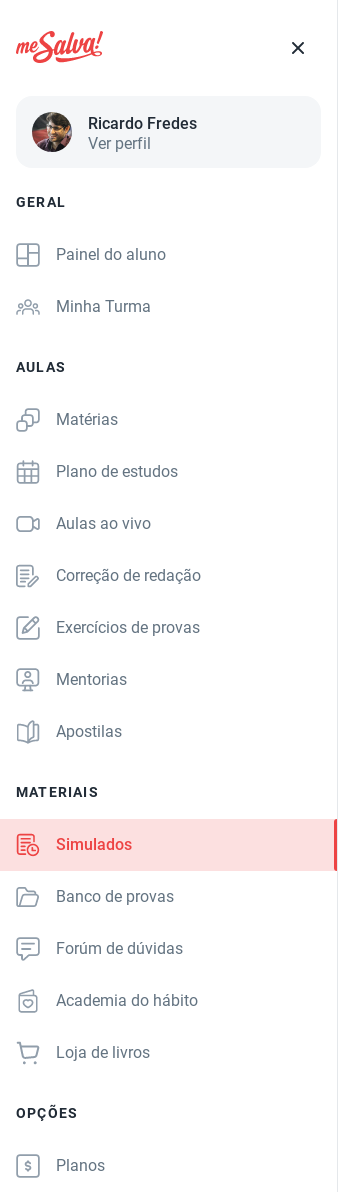 meSalva!
Ricardo Fredes
Ver perfil
GERAL
Painel do aluno
Minha Turma
AULAS
Matérias
Plano de estudos
Aulas ao vivo
Correção de redação
Exercícios de provas
Mentorias
Apostilas
MATERIAIS
Simulados
Banco de provas
Forúm de dúvidas
Academia do hábito
Loja de livros
OPÇÕES
Planos